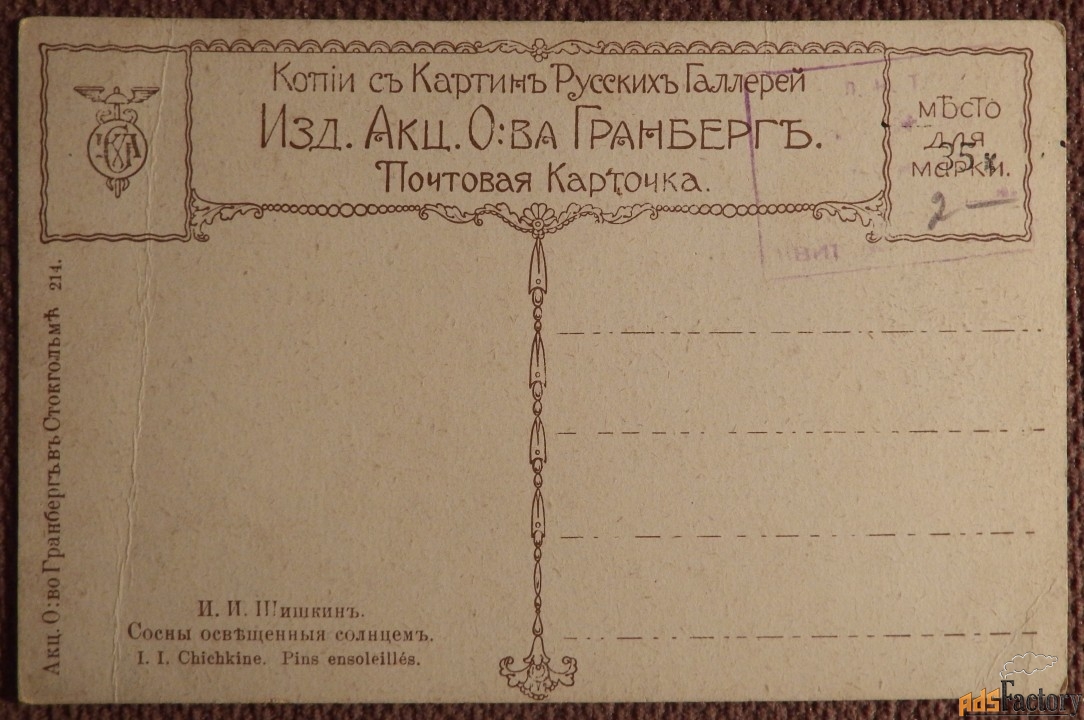 Копіи съ Картинъ Русскихъ Галлерей
Изд. Акц. О:ва Гранбергъ.
Почтовая Карточка.
мѣсто
для
марки.
35 к
2 —
Акц. О:во Гранбергъ въ Стокгольмѣ 214.
И. И. Шишкинъ.
Сосны освѣщенныя солнцемъ.
I. I. Chichkine. Pins ensoleillés.
AdsFactory